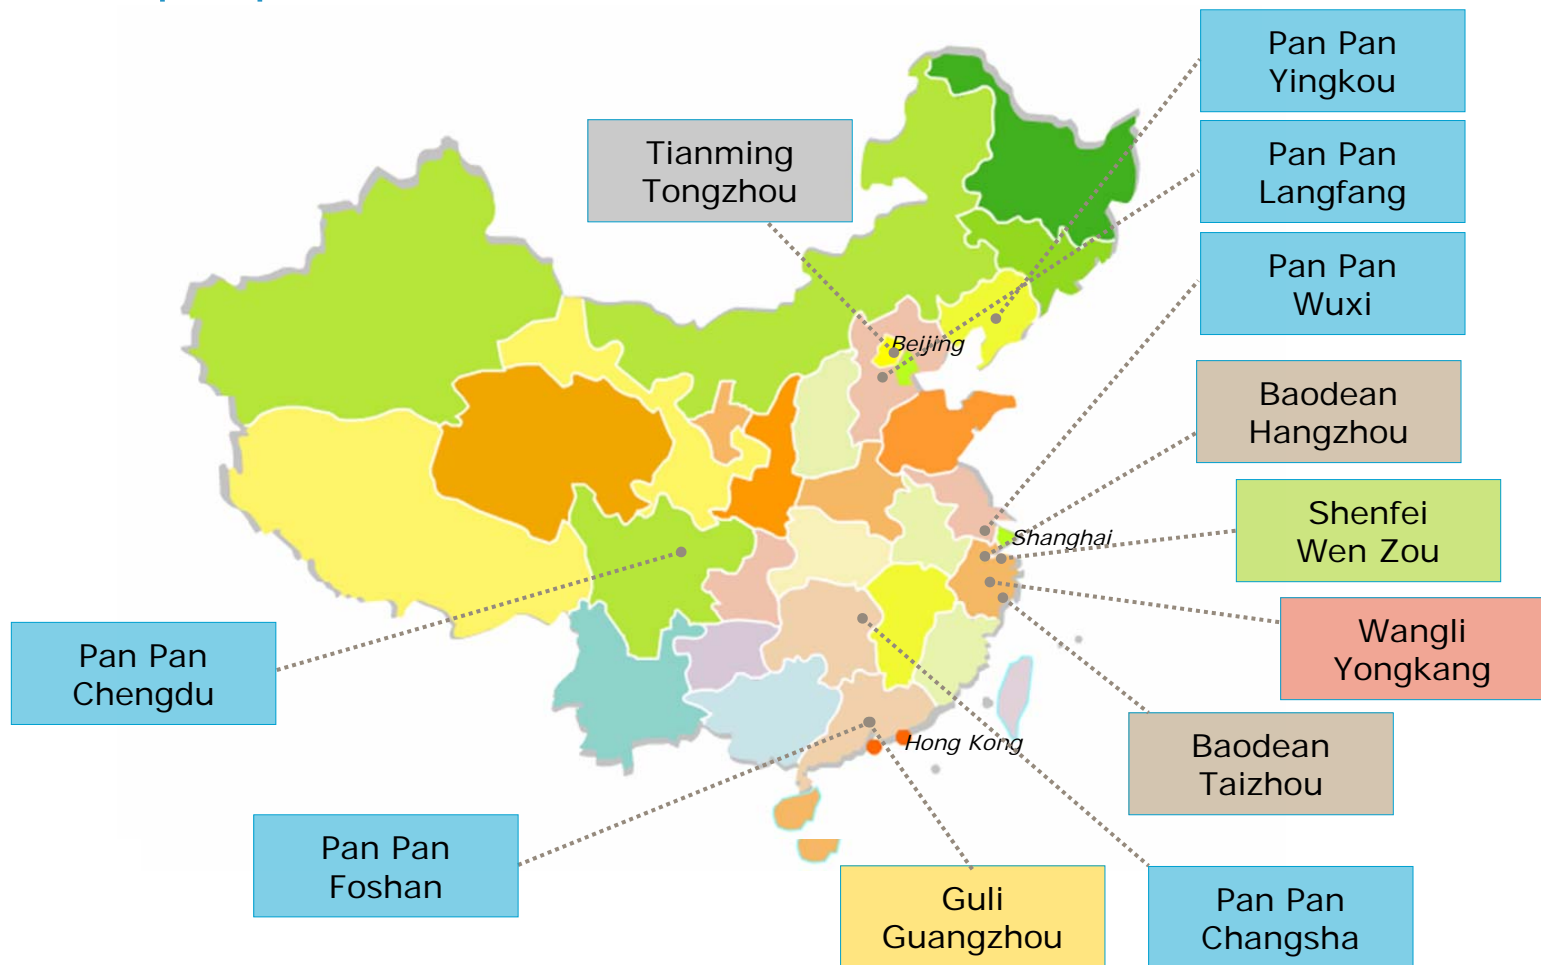 Pan Pan
Yingkou
Tianming
Tongzhou
Pan Pan
Langfang
Pan Pan
Wuxi
Beijing
Baodean
Hangzhou
Shenfei
Wen Zou
Shanghai
Wangli
Yongkang
Pan Pan
Chengdu
Baodean
Taizhou
Hong Kong
Pan Pan
Foshan
Guli
Guangzhou
Pan Pan
Changsha